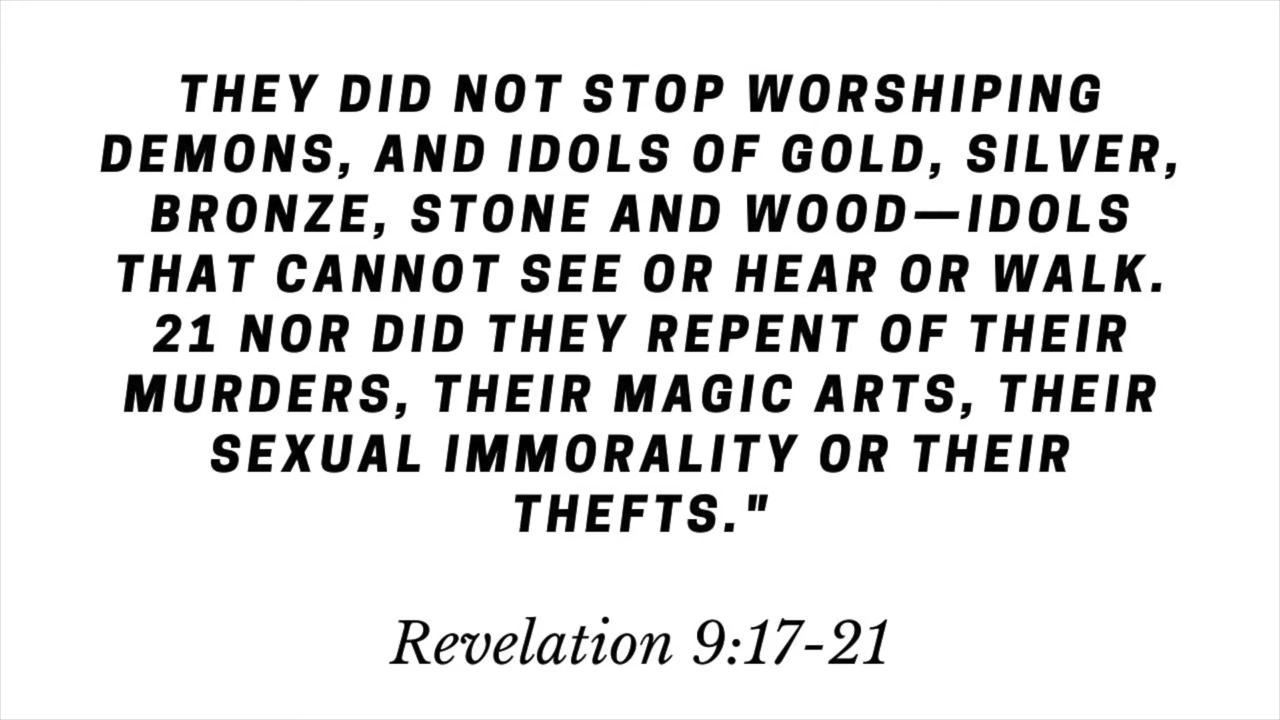 THEY DID NOT STOP WORSHIPING
DEMONS, AND IDOLS OF GOLD, SILVER,
BRONZE, STONE AND WOOD—IDOLS
THAT CANNOT SEE OR HEAR OR WALK.
21 NOR DID THEY REPENT OF THEIR
MURDERS, THEIR MAGIC ARTS, THEIR
SEXUAL IMMORALITY OR THEIR
THEFTS."
Revelation 9:17-21